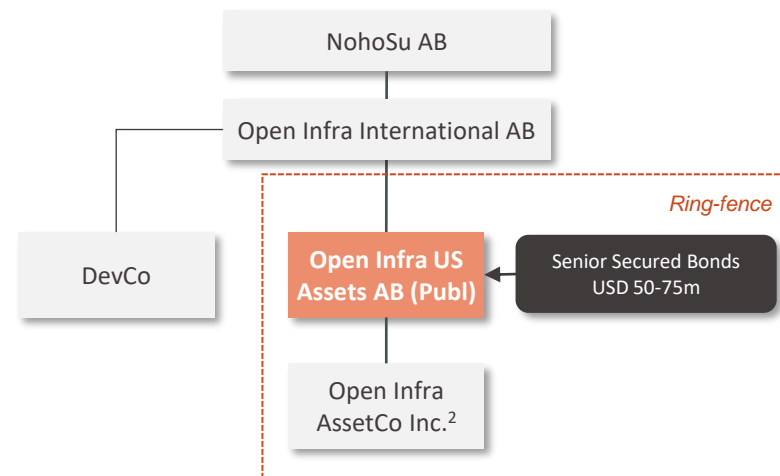 NohoSu AB
Open Infra International AB
Ring-fence
DevCo
Open Infra US
Assets AB (Publ)
Senior Secured Bonds
USD 50-75m
Open Infra
AssetCo Inc.²